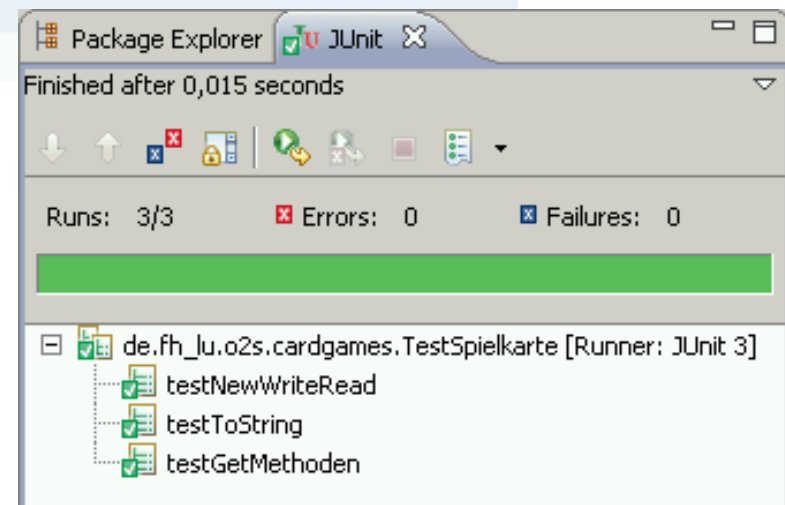 Package Explorer JUnit
Finished after 0,015 seconds
Runs: 3/3 Errors: 0 Failures: 0
de.fh_lu.o2s.cardgames.TestSpielkarte [Runner: JUnit 3]
testNewWriteRead
testToString
testGetMethoden